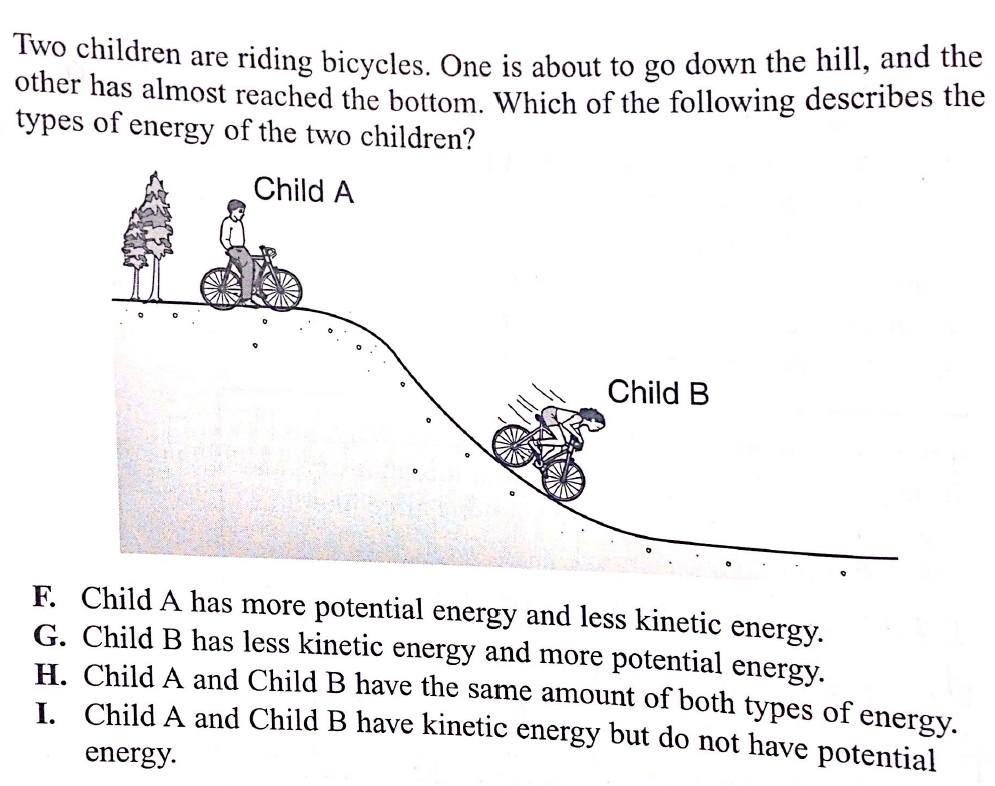 Two children are riding bicycles. One is about to go down the hill, and the
other has almost reached the bottom. Which of the following describes the
types of energy of the two children?
Child A
Child B
F. Child A has more potential energy and less kinetic energy.
G. Child B has less kinetic energy and more potential energy.
H. Child A and Child B have the same amount of both types of energy.
I. Child A and Child B have kinetic energy but do not have potential
energy.